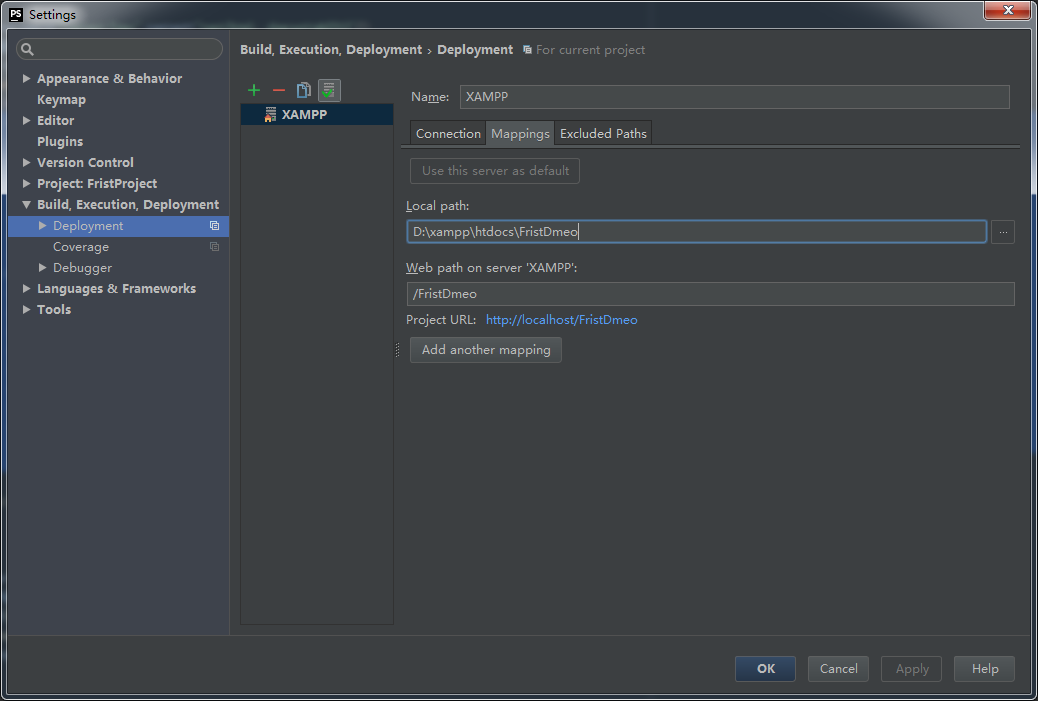 PS Settings
Build, Execution, Deployment › Deployment For current project
Appearance & Behavior
Keymap
Editor
Plugins
Version Control
Project: FristProject
Build, Execution, Deployment
Deployment
Coverage
Debugger
Languages & Frameworks
Tools
XAMPP
Name: XAMPP
Connection Mappings Excluded Paths
Use this server as default
Local path:
D:\xampp\htdocs\FristDmeo
...
Web path on server 'XAMPP':
/FristDmeo
Project URL: http://localhost/FristDmeo
Add another mapping
OK Cancel Apply Help